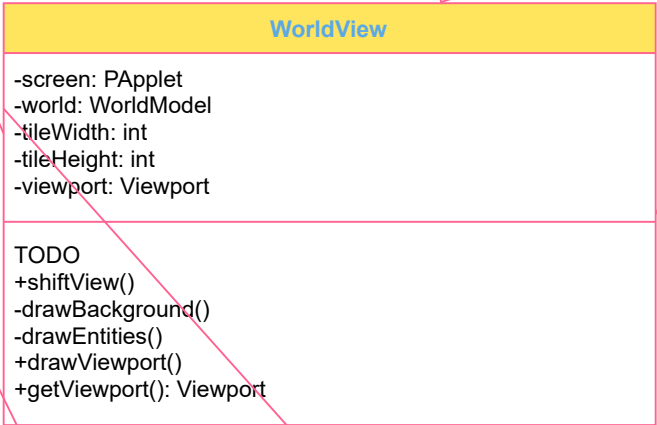 WorldView
-screen: PApplet
-world: WorldModel
-tileWidth: int
-tileHeight: int
-viewport: Viewport
TODO
+shiftView()
-drawBackground()
-drawEntities()
+drawViewport()
+getViewport(): Viewport